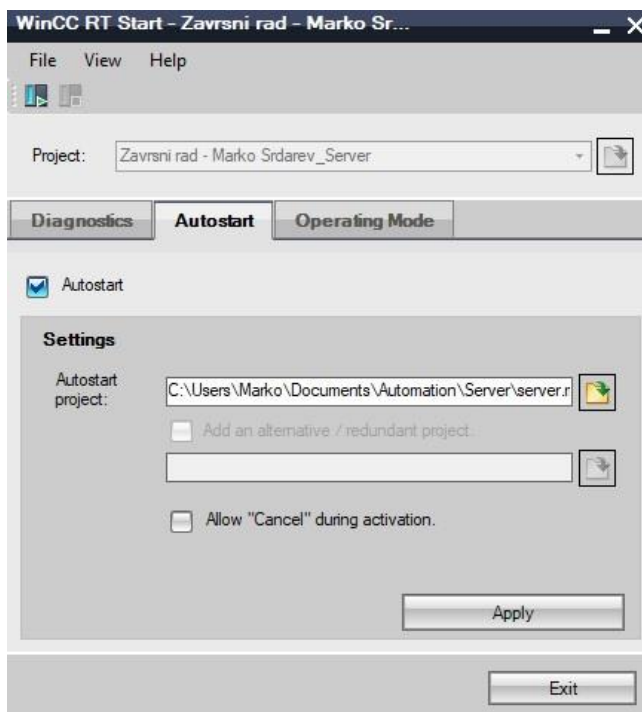 WinCC RT Start - Zavrsni rad - Marko Sr...
File View Help
Project: Zavrsni rad - Marko Srdarev_Server
Diagnostics Autostart Operating Mode
Autostart
Settings
Autostart
project:
C:\Users\Marko\Documents\Automation\Server\server.r
Add an alternative / redundant project.
Allow "Cancel" during activation.
Apply
Exit